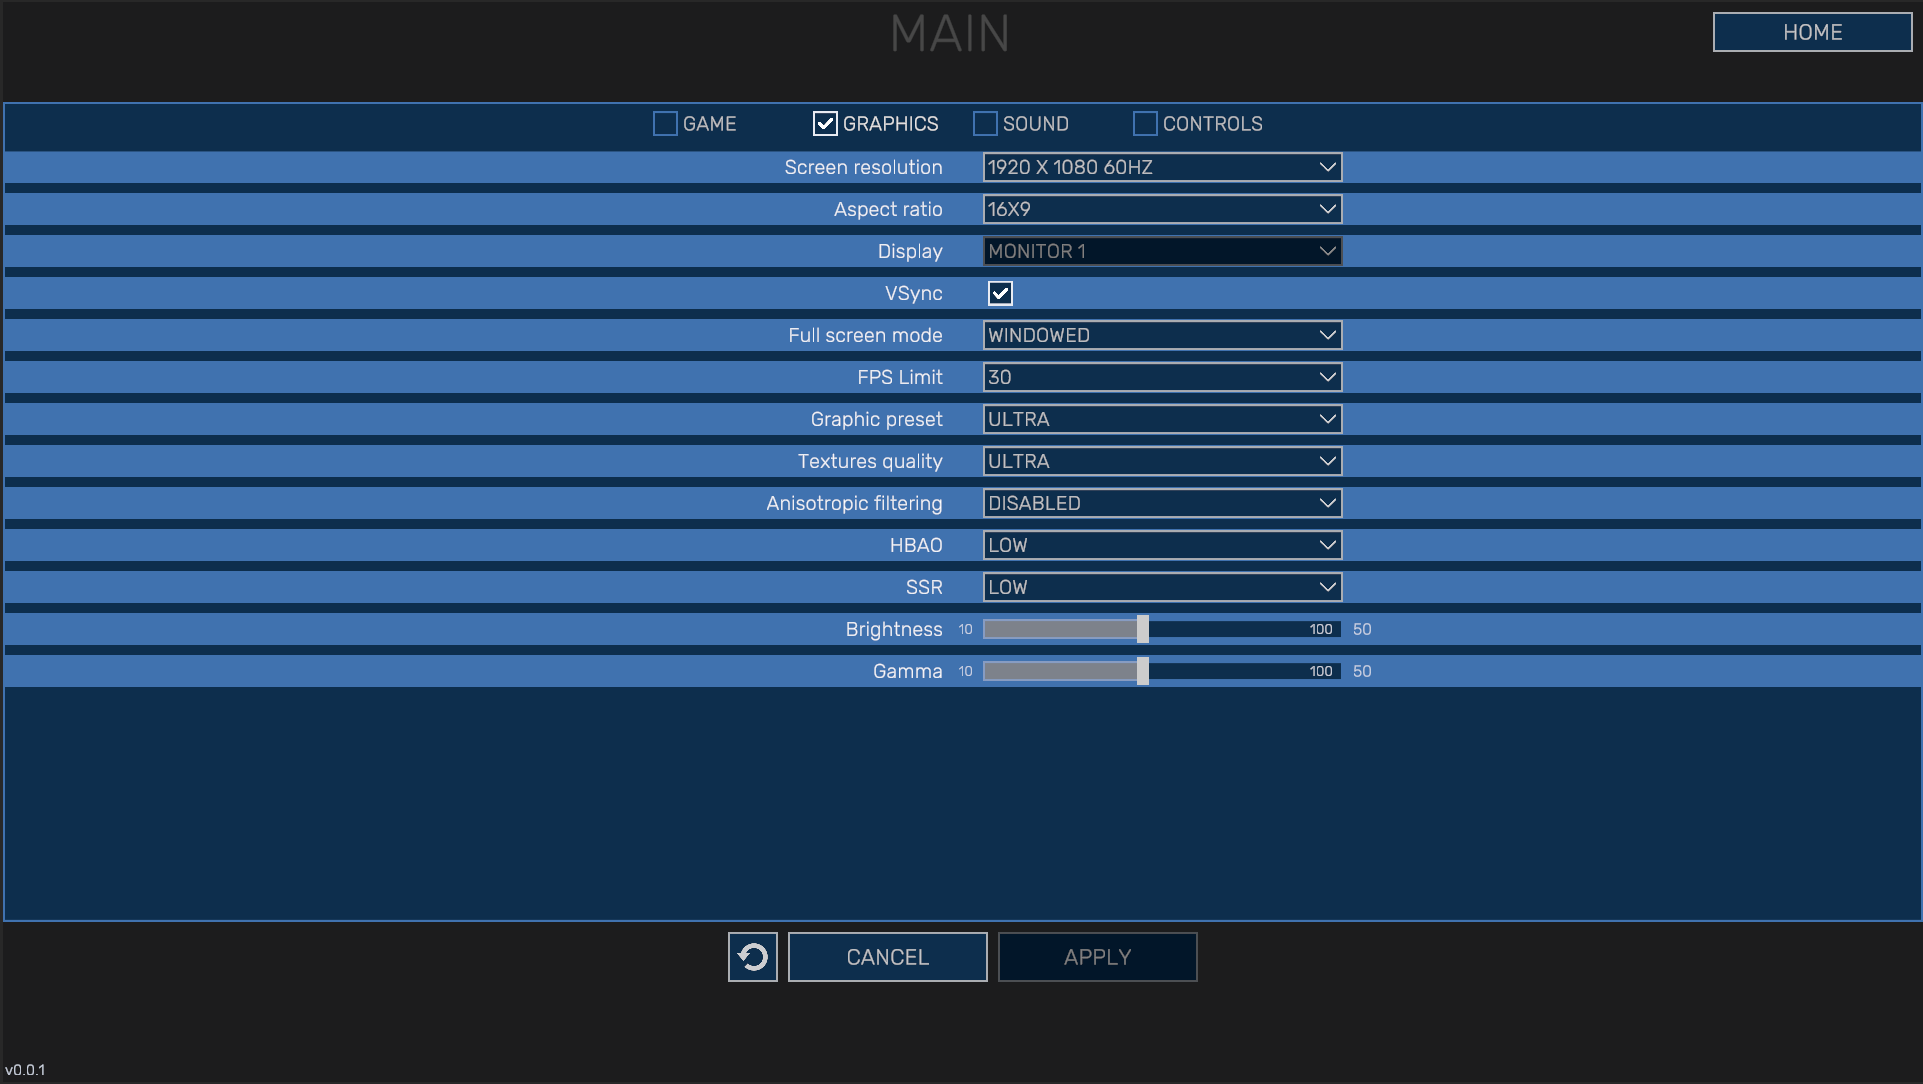 MAIN
HOME
GAME GRAPHICS SOUND CONTROLS
Screen resolution 1920 X 1080 60HZ
Aspect ratio 16X9
Display MONITOR 1
VSync
Full screen mode WINDOWED
FPS Limit 30
Graphic preset ULTRA
Textures quality ULTRA
Anisotropic filtering DISABLED
HBAO LOW
SSR LOW
Brightness 10 100 50
Gamma 10 100 50
CANCEL APPLY
v0.0.1